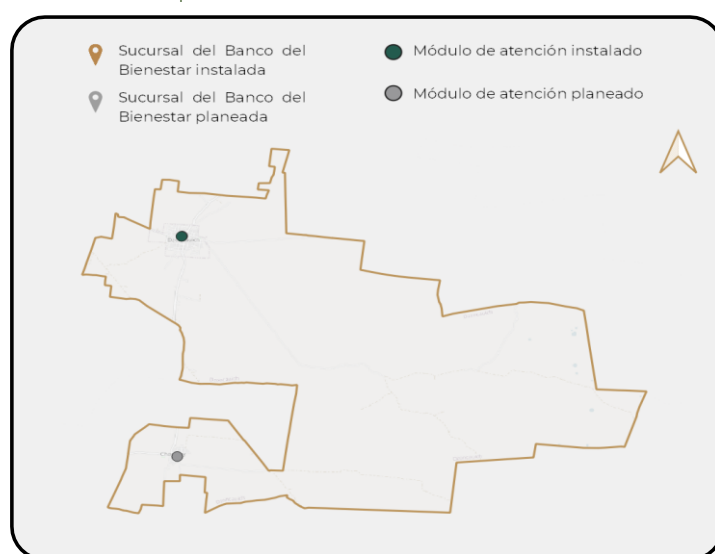 Sucursal del Banco del
Bienestar instalada
Módulo de atención instalado
Sucursal del Banco del
Bienestar planeada
Módulo de atención planeado